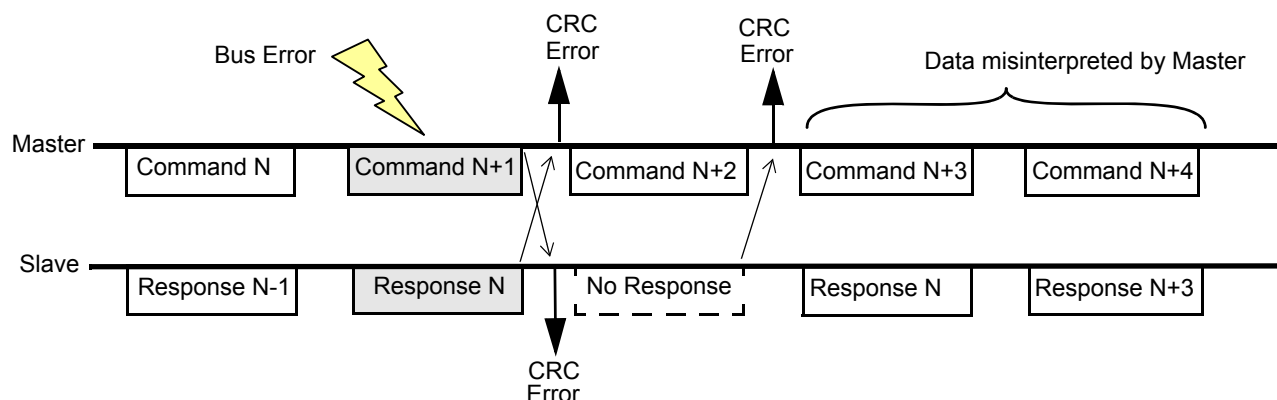 CRC
Error
CRC
Error
Bus Error
Data misinterpreted by Master
Master
Command N
Command N+1
Command N+2
Command N+3
Command N+4
Slave
Response N-1
Response N
No Response
Response N
Response N+3
CRC
Error